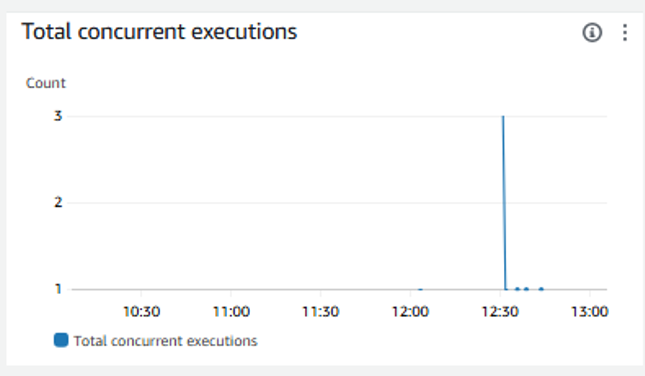 Total concurrent executions
Count
3
2
1
10:30 11:00 11:30 12:00 12:30 13:00
Total concurrent executions